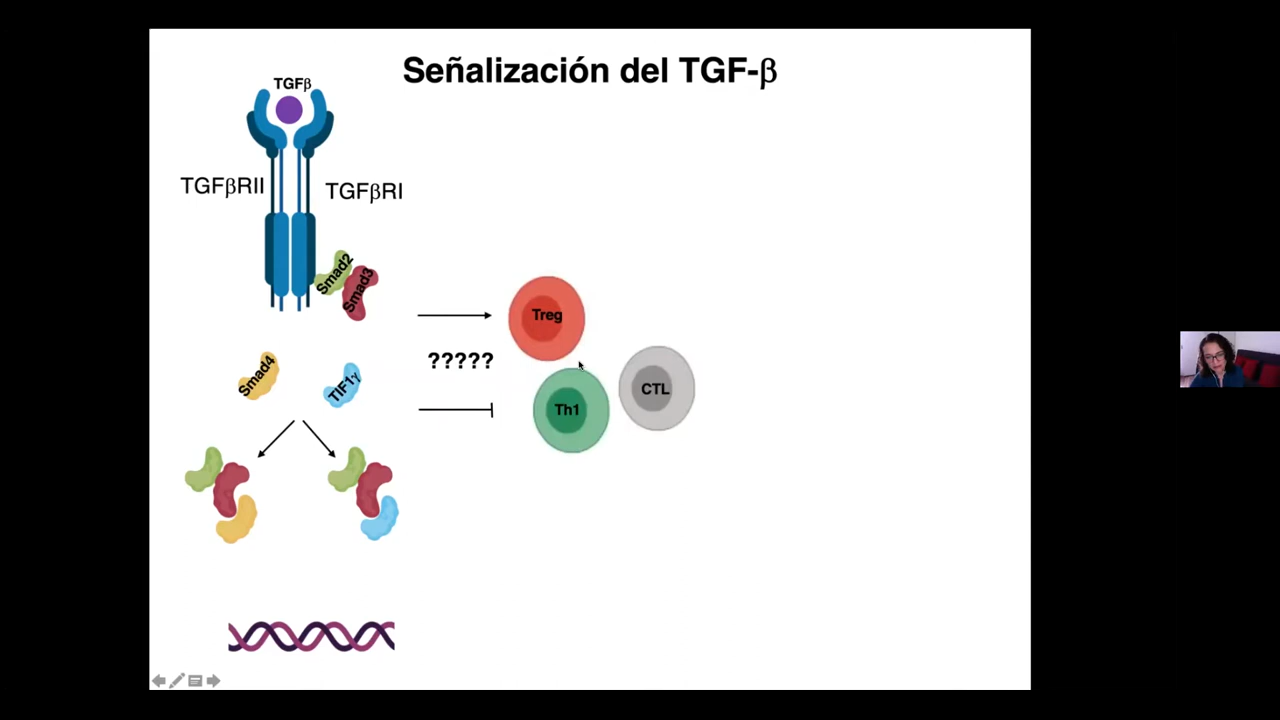 Señalización del TGF-β
TGFβ
TGFβRII
TGFβRI
Smad2
Smad3
Smad4
TIF1γ
?????
Treg
Th1
CTL